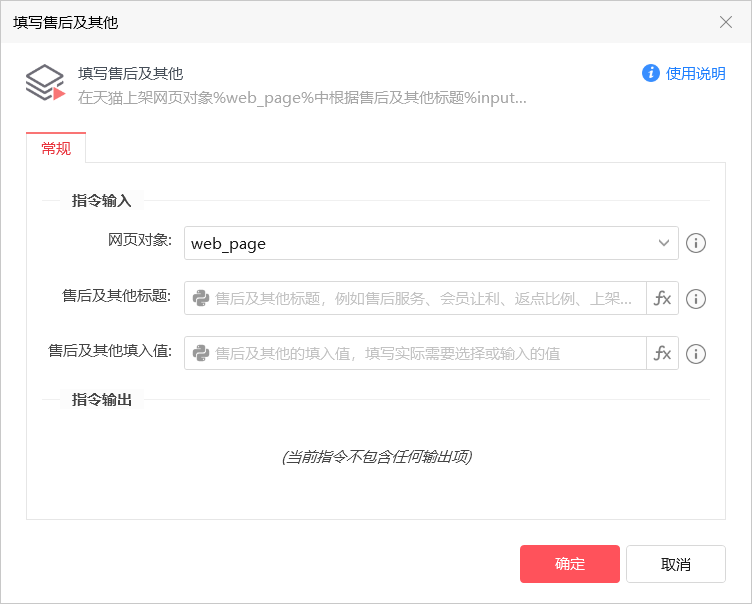 填写售后及其他
填写售后及其他
使用说明
在天猫上架网页对象%web_page%中根据售后及其他标题%input...
常规
指令输入
网页对象:
web_page
售后及其他标题:
售后及其他标题，例如售后服务、会员让利、返点比例、上架...
fx
售后及其他填入值:
售后及其他的填入值，填写实际需要选择或输入的值
fx
指令输出
(当前指令不包含任何输出项)
确定
取消